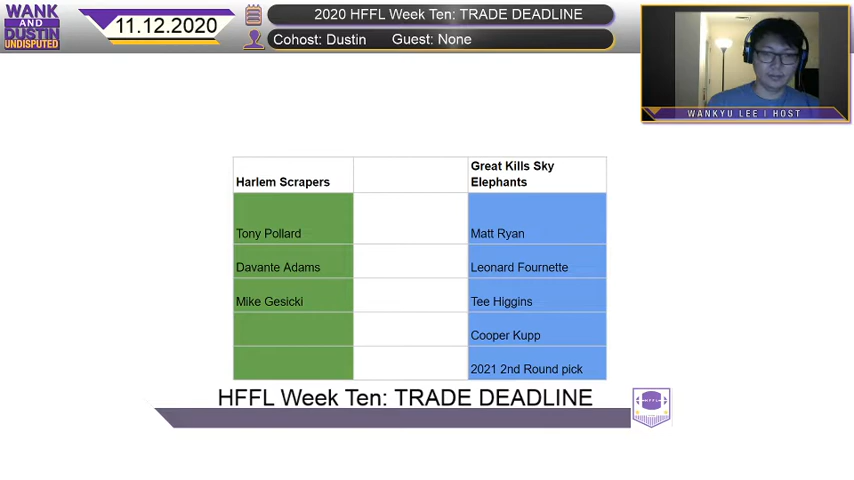 WANK
AND
DUSTIN
UNDISPUTED
11.12.2020
2020 HFFL Week Ten: TRADE DEADLINE
Cohost: Dustin Guest: None
WANKYU LEE | HOST
Harlem Scrapers
Great Kills Sky
Elephants
Tony Pollard
Matt Ryan
Davante Adams
Leonard Fournette
Mike Gesicki
Tee Higgins
Cooper Kupp
2021 2nd Round pick
HFFL Week Ten: TRADE DEADLINE
HFFL